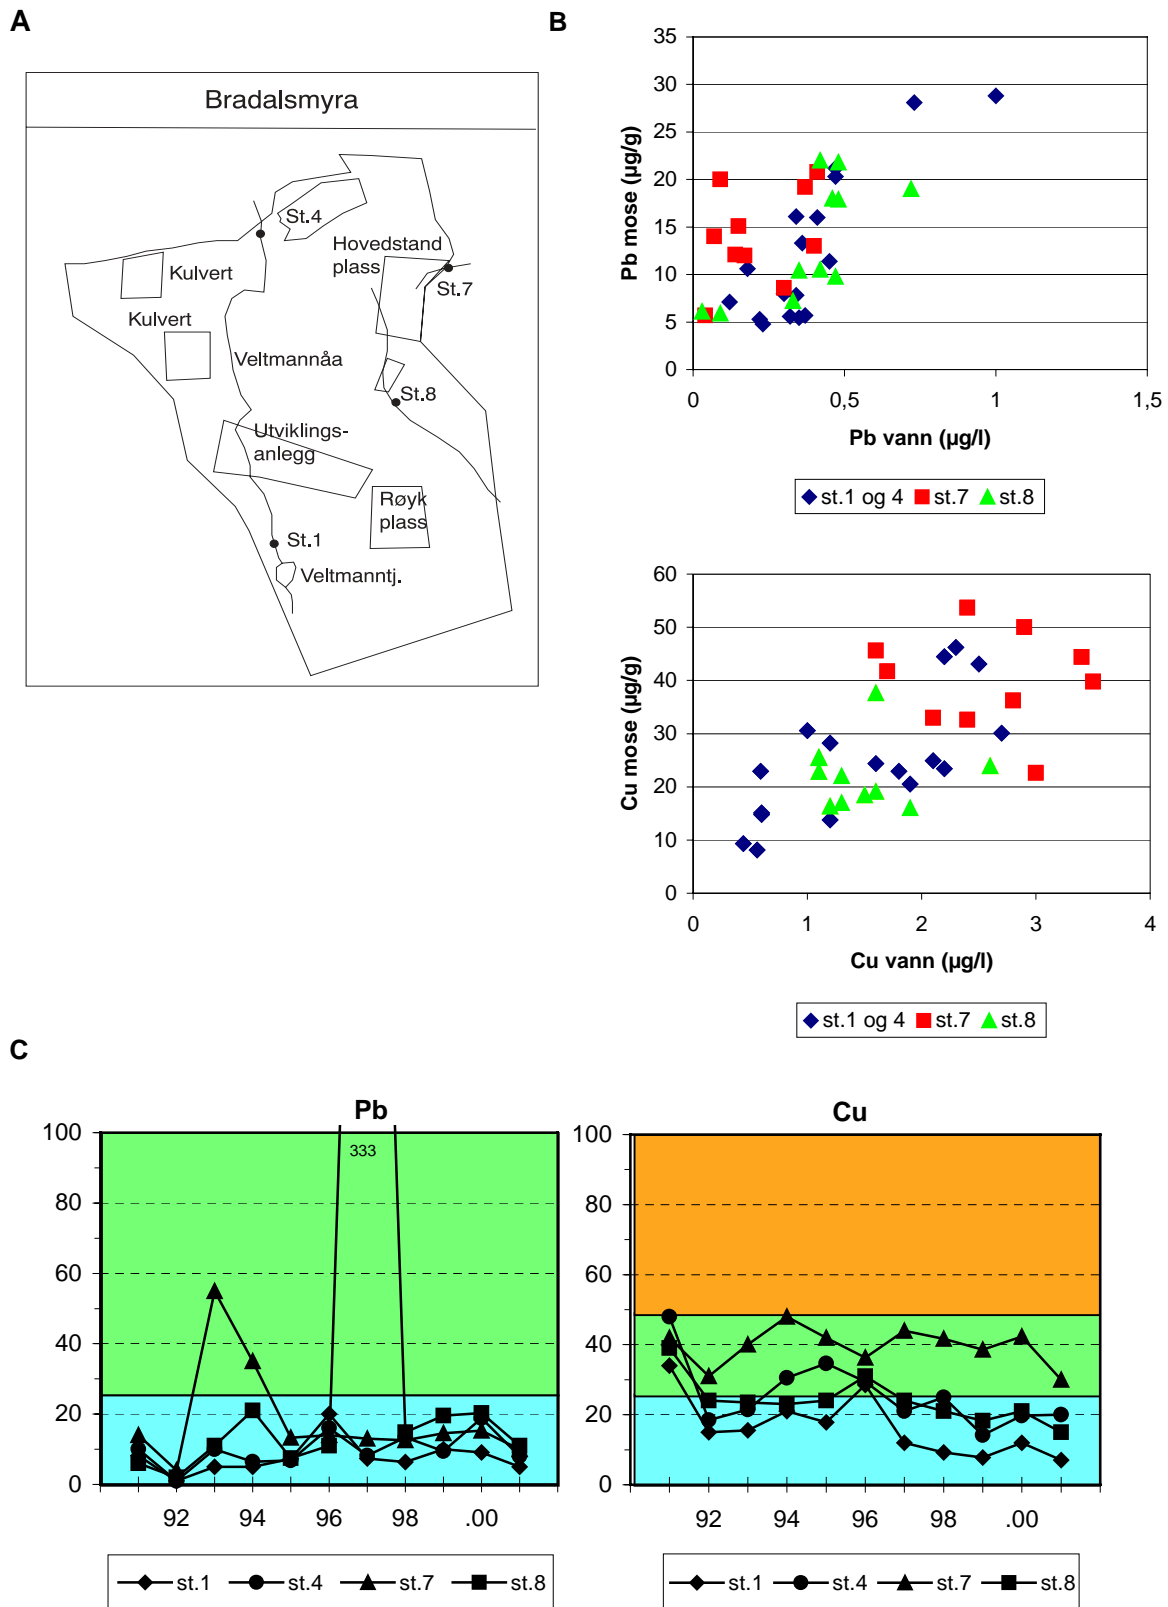 A
Bradalsmyra
St.4
Hovedstand
plass
St.7
Kulvert
Kulvert
Veltmannåa
St.8
Utviklings-
anlegg
Røyk
plass
St.1
Veltmanntj.
B
35
30
25
20
15
10
5
0
Pb mose (µg/g)
0 0,5 1 1,5
Pb vann (µg/l)
st.1 og 4 st.7 st.8
60
50
40
30
20
10
0
Cu mose (µg/g)
0 1 2 3 4
Cu vann (µg/l)
st.1 og 4 st.7 st.8
C
Pb
100
80
60
40
20
0
333
92 94 96 98 .00
st.1 st.4 st.7 st.8
Cu
100
80
60
40
20
0
92 94 96 98 .00
st.1 st.4 st.7 st.8